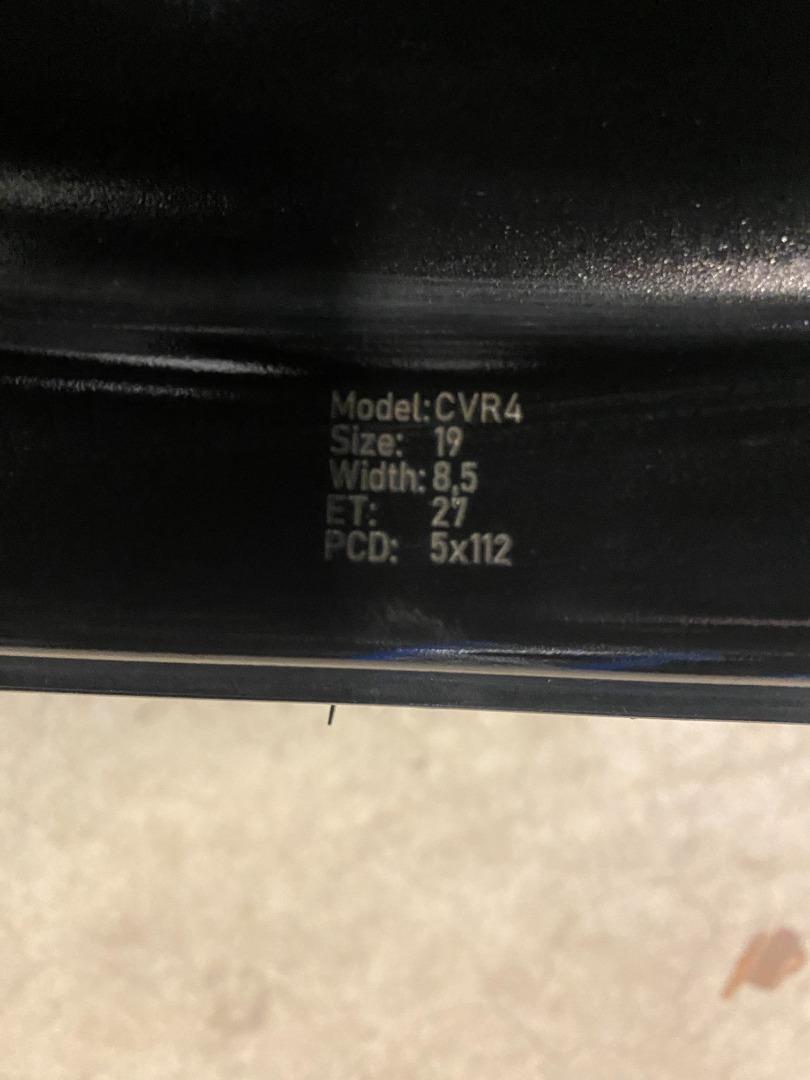 Model: CVR4
Size: 19
Width: 8,5
ET: 27
PCD: 5x112